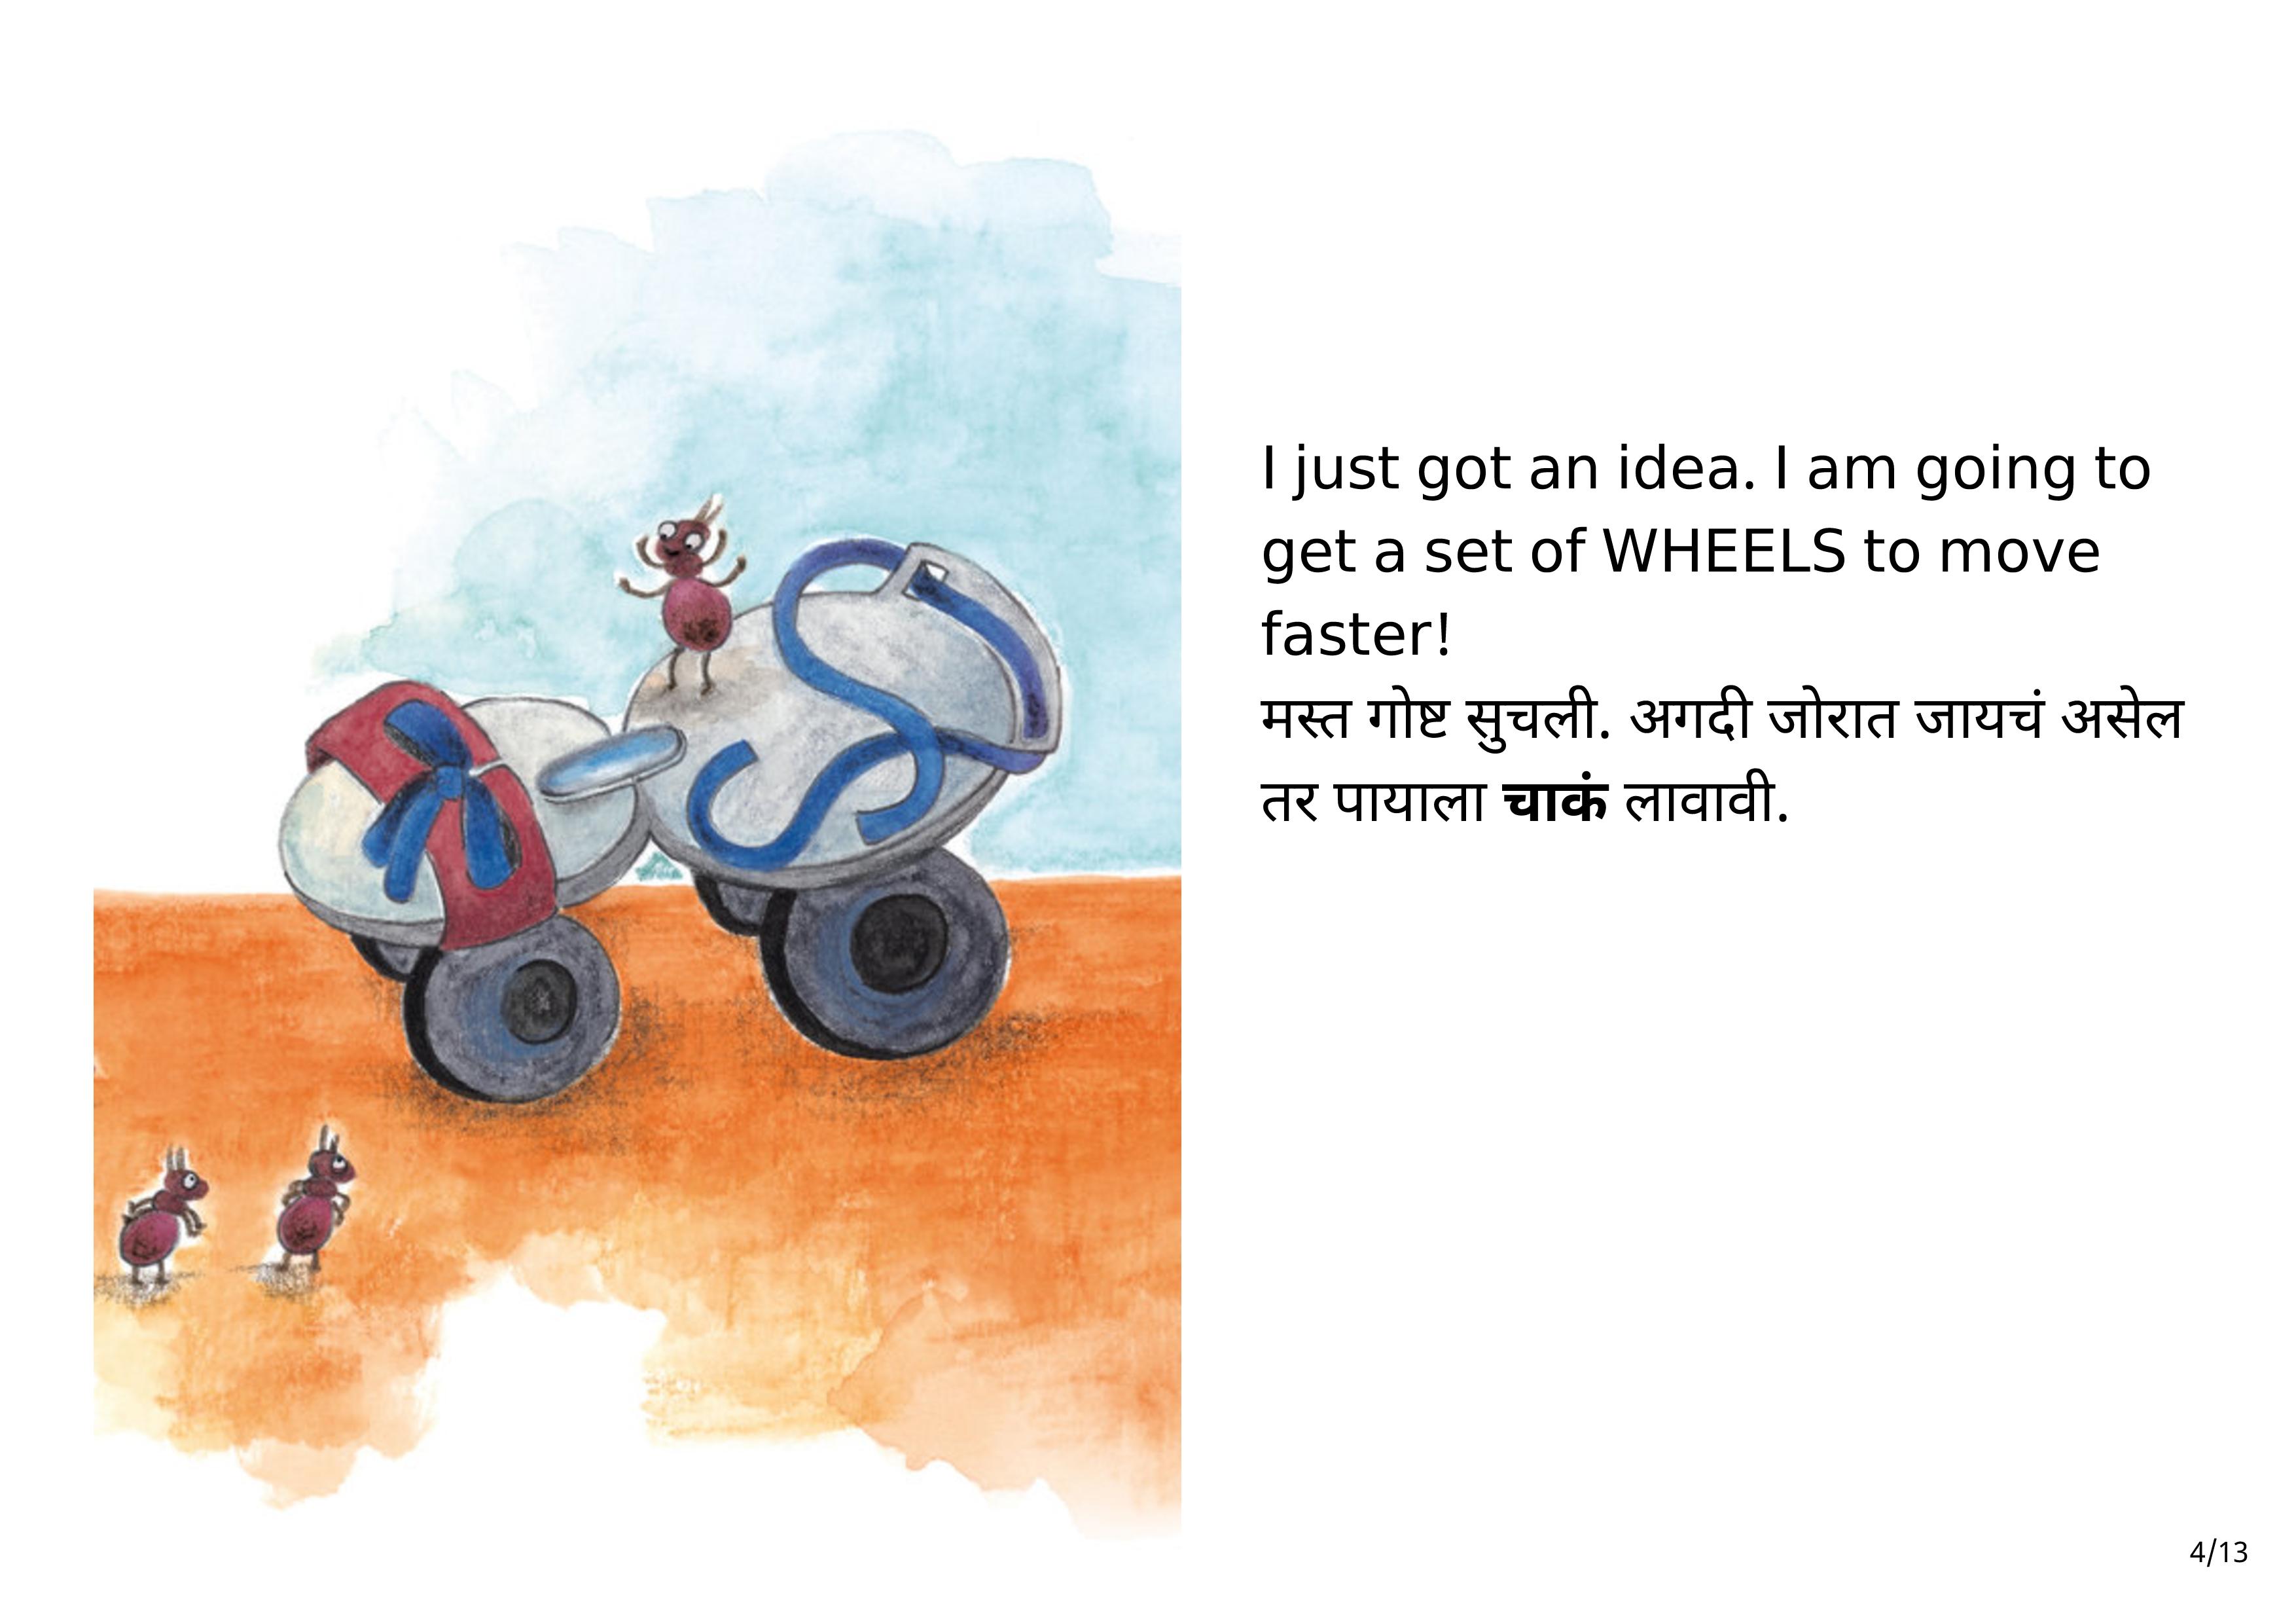 I just got an idea. I am going to
get a set of WHEELS to move
faster!
मस्त गोष्ट सुचली. अगदी जोरात जायचं असेल
तर पायाला चाकं लावावी.
4/13